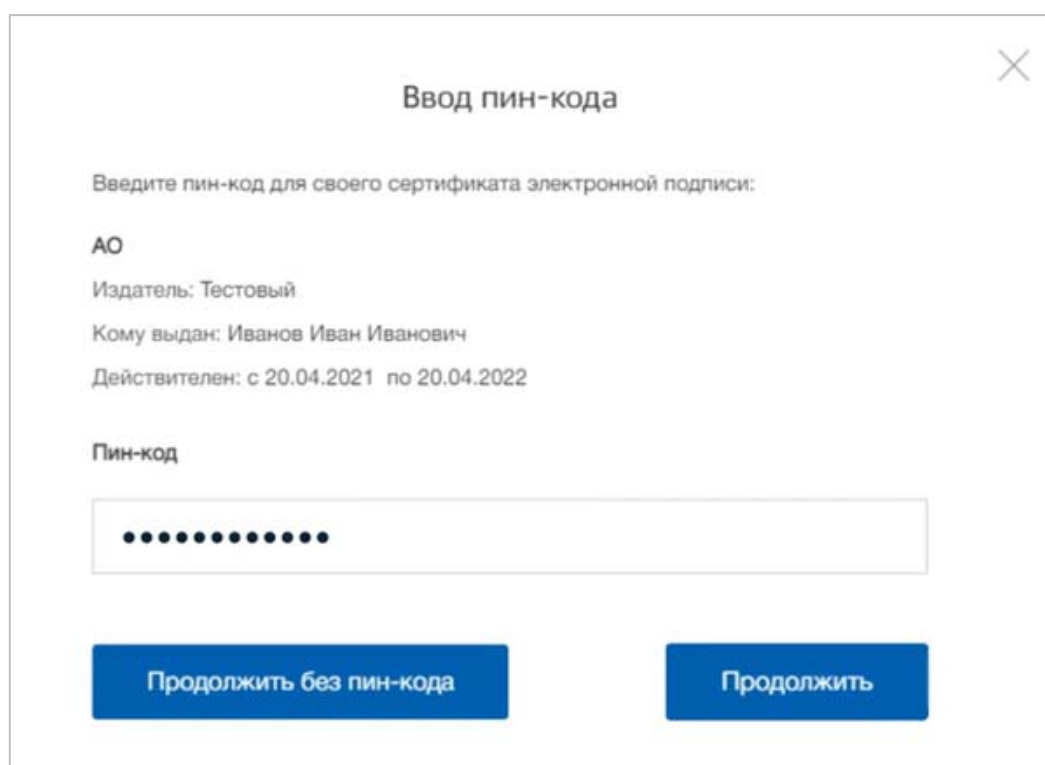 Ввод пин-кода
Введите пин-код для своего сертификата электронной подписи:
АО
Издатель: Тестовый
Кому выдан: Иванов Иван Иванович
Действителен: с 20.04.2021 по 20.04.2022
Пин-код
••••••••••••
Продолжить без пин-кода
Продолжить